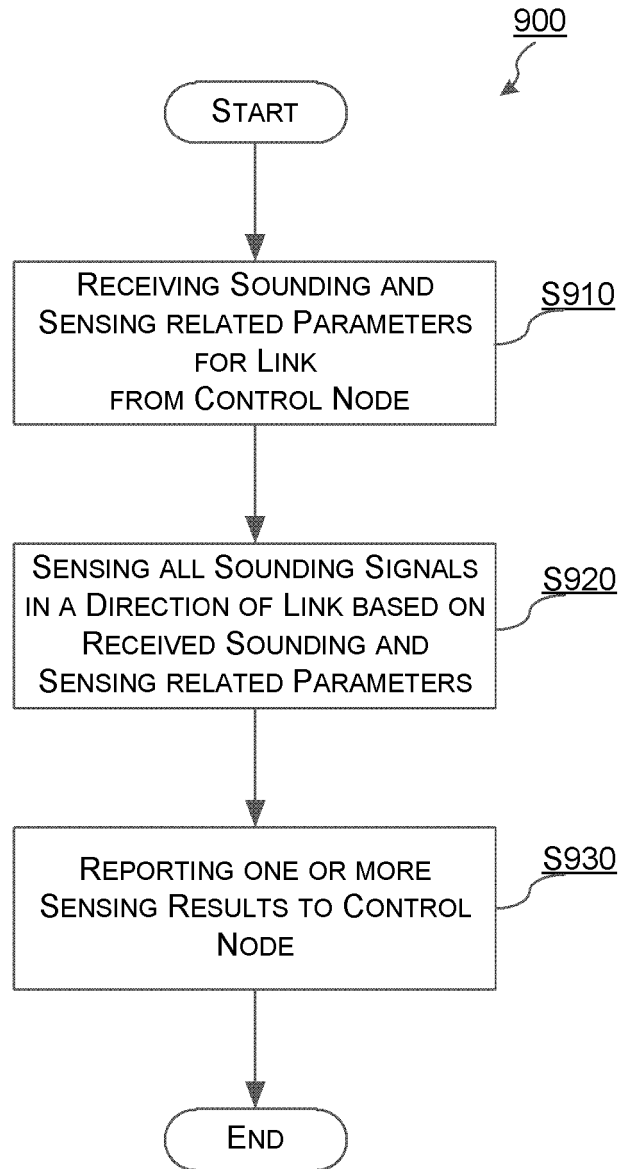 900
START
RECEIVING SOUNDING AND
SENSING RELATED PARAMETERS
FOR LINK
FROM CONTROL NODE
S910
SENSING ALL SOUNDING SIGNALS
IN A DIRECTION OF LINK BASED ON
RECEIVED SOUNDING AND
SENSING RELATED PARAMETERS
S920
REPORTING ONE OR MORE
SENSING RESULTS TO CONTROL
NODE
S930
END